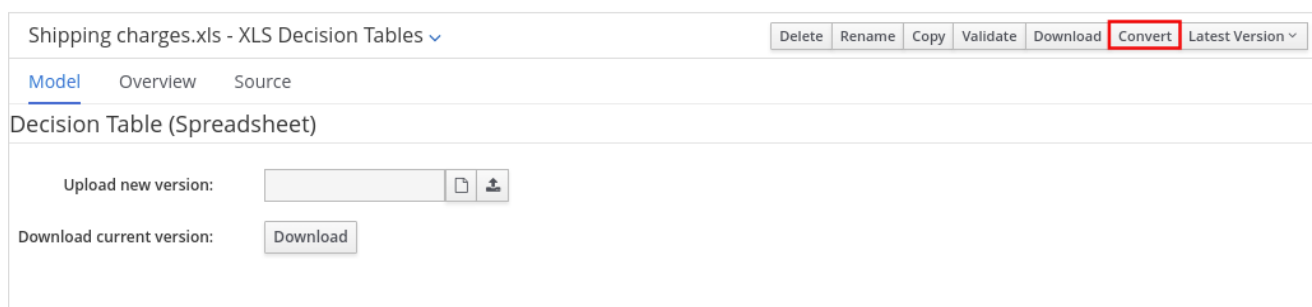 Shipping charges.xls - XLS Decision Tables
Delete Rename Copy Validate Download Convert Latest Version
Model Overview Source
Decision Table (Spreadsheet)
Upload new version:
Download current version: Download